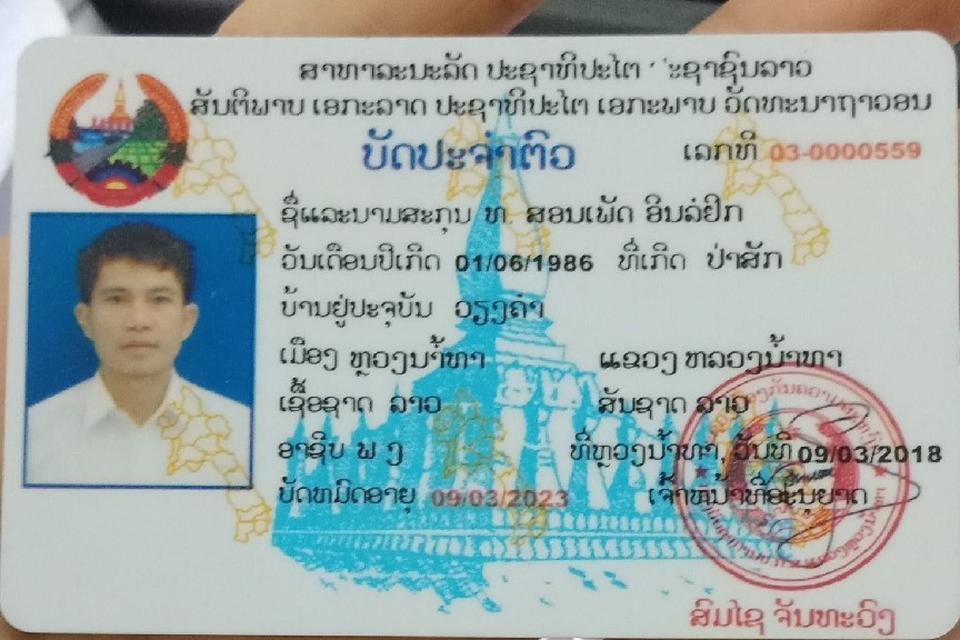 ສາທາລະນະລັດ ປະຊາທິປະໄຕ ະຊາຊົນລາວ
ສັນຕິພາບ ເອກະລາດ ປະຊາທິປະໄຕ ເອກະພາບ ວັດທະນາຖາວອນ
ບັດປະຈຳຕົວ ເລກທີ 03-0000559
ຊື່ແລະນາມສະກຸນ ທ. ສອນເພັດ ອິນລໍຢິກ
ວັນເດືອນປີເກີດ 01/06/1986 ທີ່ເກີດ ປ່າສັກ
ບ້ານຢູ່ປະຈຸບັນ ວຽງຄຳ
ເມືອງ ຫຼວງນ້ຳທາ ແຂວງ ຫລວງນ້ຳທາ
ເຊື້ອຊາດ ລາວ ສັນຊາດ ລາວ
ອາຊີບ ພ ງ ທີ່ຫຼວງນ້ຳທາ, ວັນທີ 09/03/2018
ບັດຫມົດອາຍຸ 09/03/2023 ເຈົ້າຫນ້າທີ່ອະນຸຍາດ
ສົມໄຊ ຈັນທະວົງ